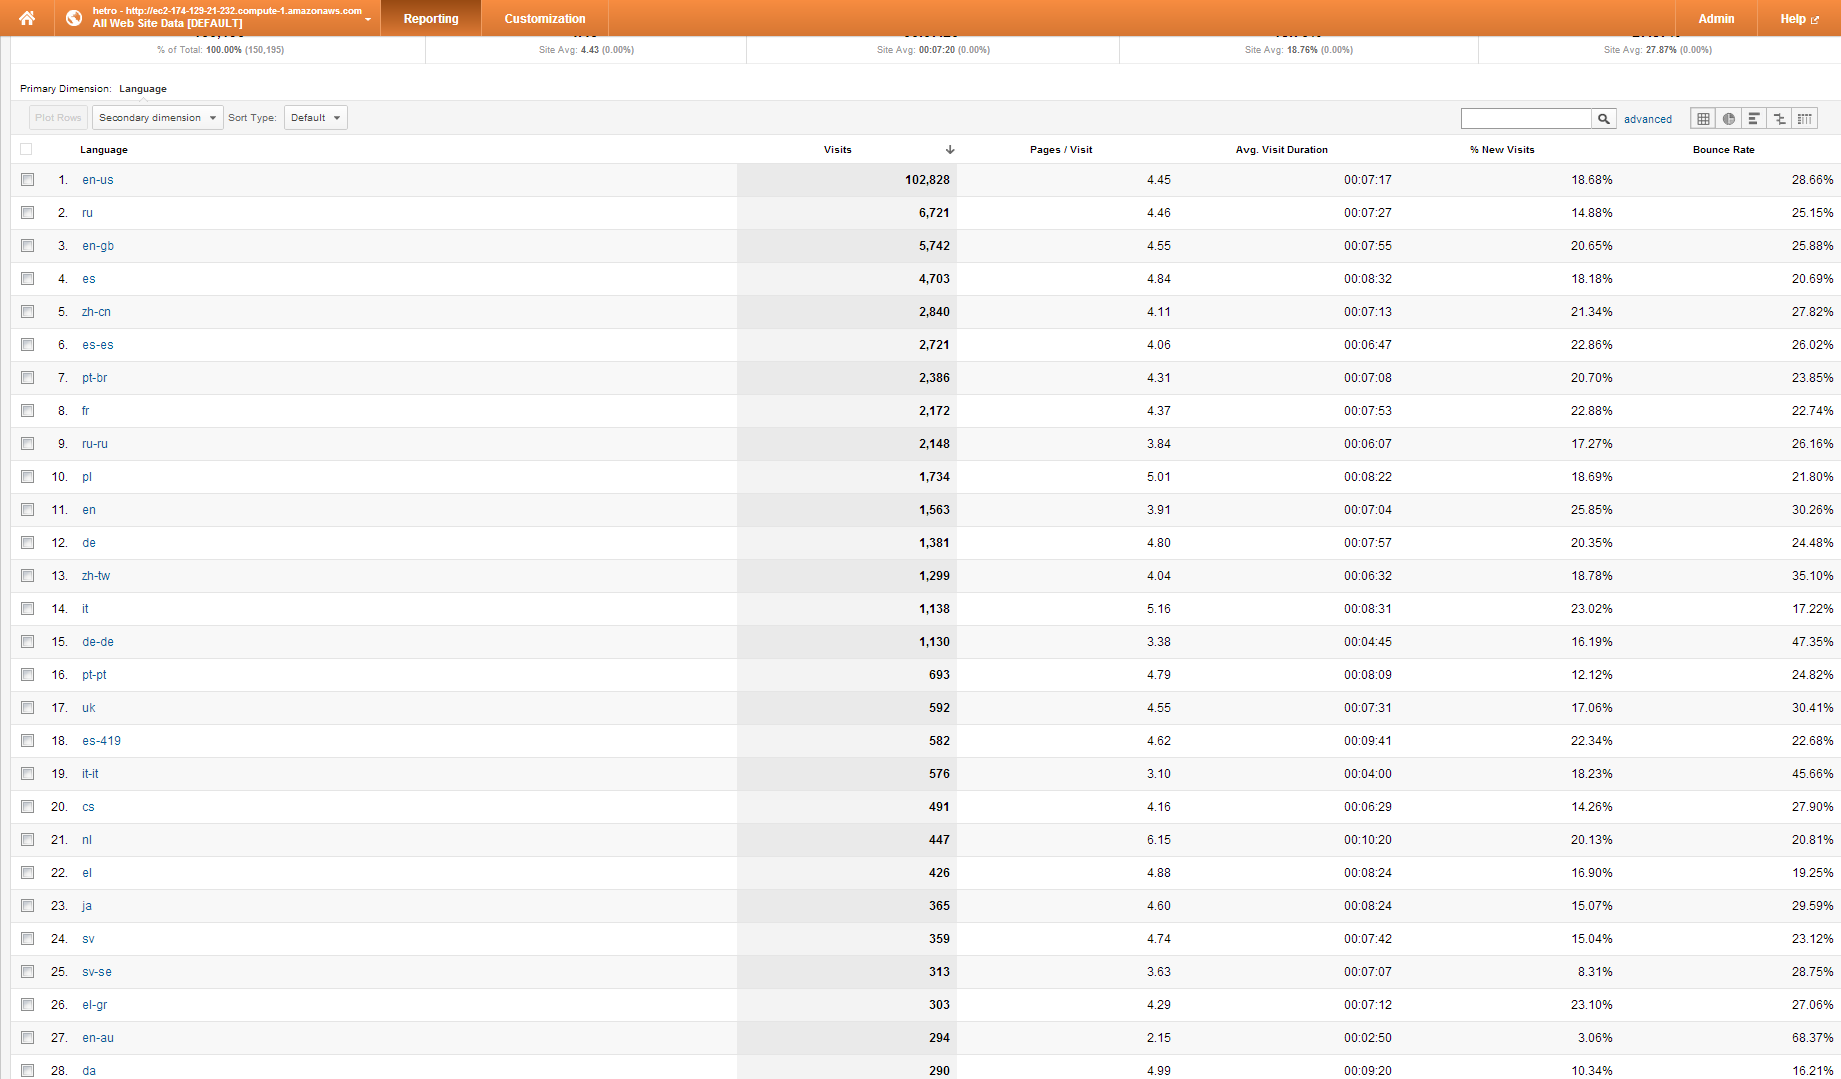 hetro - http://ec2-174-129-21-232.compute-1.amazonaws.com
All Web Site Data [DEFAULT]
Reporting
Customization
Admin
Help
% of Total: 100.00% (150,195)
Site Avg: 4.43 (0.00%)
Site Avg: 00:07:20 (0.00%)
Site Avg: 18.76% (0.00%)
Site Avg: 27.87% (0.00%)
Primary Dimension: Language
Plot Rows Secondary dimension Sort Type: Default advanced
Language Visits Pages / Visit Avg. Visit Duration % New Visits Bounce Rate
1. en-us 102,828 4.45 00:07:17 18.68% 28.66%
2. ru 6,721 4.46 00:07:27 14.88% 25.15%
3. en-gb 5,742 4.55 00:07:55 20.65% 25.88%
4. es 4,703 4.84 00:08:32 18.18% 20.69%
5. zh-cn 2,840 4.11 00:07:13 21.34% 27.82%
6. es-es 2,721 4.06 00:06:47 22.86% 26.02%
7. pt-br 2,386 4.31 00:07:08 20.70% 23.85%
8. fr 2,172 4.37 00:07:53 22.88% 22.74%
9. ru-ru 2,148 3.84 00:06:07 17.27% 26.16%
10. pl 1,734 5.01 00:08:22 18.69% 21.80%
11. en 1,563 3.91 00:07:04 25.85% 30.26%
12. de 1,381 4.80 00:07:57 20.35% 24.48%
13. zh-tw 1,299 4.04 00:06:32 18.78% 35.10%
14. it 1,138 5.16 00:08:31 23.02% 17.22%
15. de-de 1,130 3.38 00:04:45 16.19% 47.35%
16. pt-pt 693 4.79 00:08:09 12.12% 24.82%
17. uk 592 4.55 00:07:31 17.06% 30.41%
18. es-419 582 4.62 00:09:41 22.34% 22.68%
19. it-it 576 3.10 00:04:00 18.23% 45.66%
20. cs 491 4.16 00:06:29 14.26% 27.90%
21. nl 447 6.15 00:10:20 20.13% 20.81%
22. el 426 4.88 00:08:24 16.90% 19.25%
23. ja 365 4.60 00:08:24 15.07% 29.59%
24. sv 359 4.74 00:07:42 15.04% 23.12%
25. sv-se 313 3.63 00:07:07 8.31% 28.75%
26. el-gr 303 4.29 00:07:12 23.10% 27.06%
27. en-au 294 2.15 00:02:50 3.06% 68.37%
28. da 290 4.99 00:09:20 10.34% 16.21%